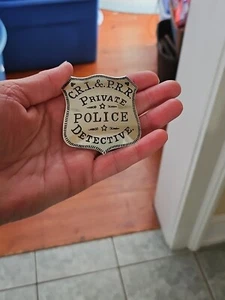 C.R.I. & P.R.R
PRIVATE
POLICE
DETECTIVE